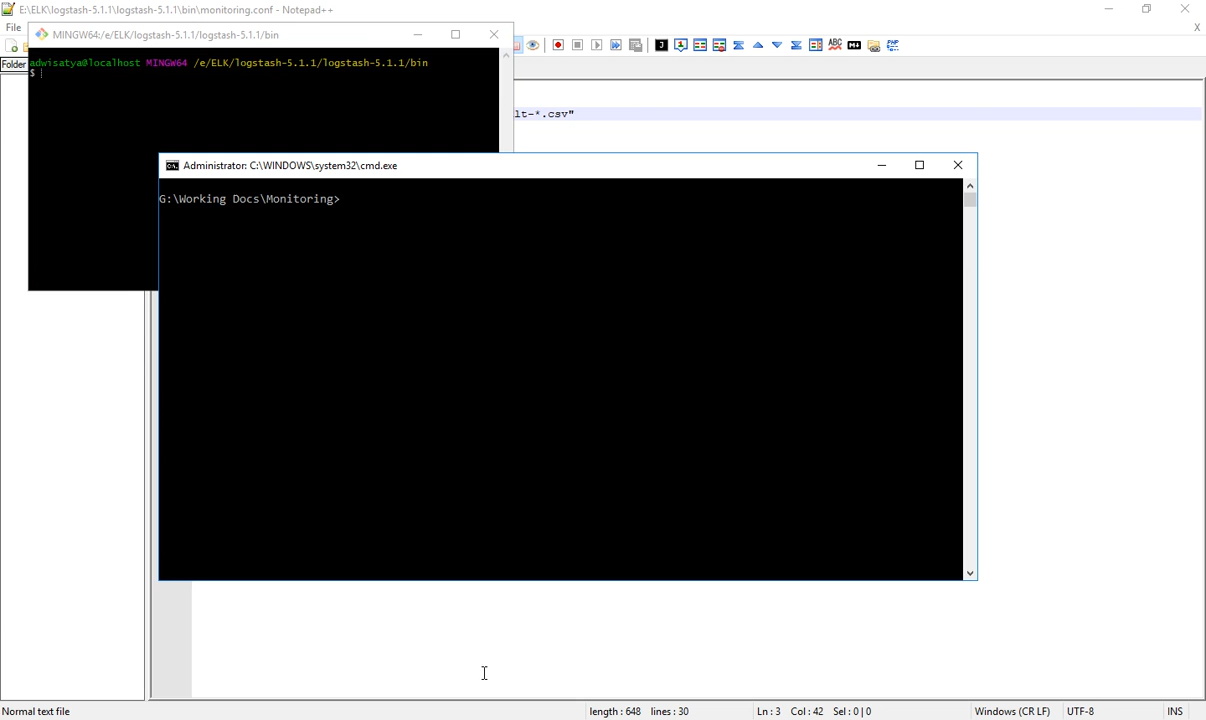 E:\ELK\logstash-5.1.1\logstash-5.1.1\bin\monitoring.conf - Notepad++
File
X
MINGW64:/e/ELK/logstash-5.1.1/logstash-5.1.1/bin
Folder
adwisatya@localhost MINGW64 /e/ELK/logstash-5.1.1/logstash-5.1.1/bin
$
lt-*.csv"
Administrator: C:\WINDOWS\system32\cmd.exe
G:\Working Docs\Monitoring>
Normal text file
length : 648 lines : 30
Ln : 3 Col : 42 Sel : 0 | 0
Windows (CR LF)
UTF-8
INS